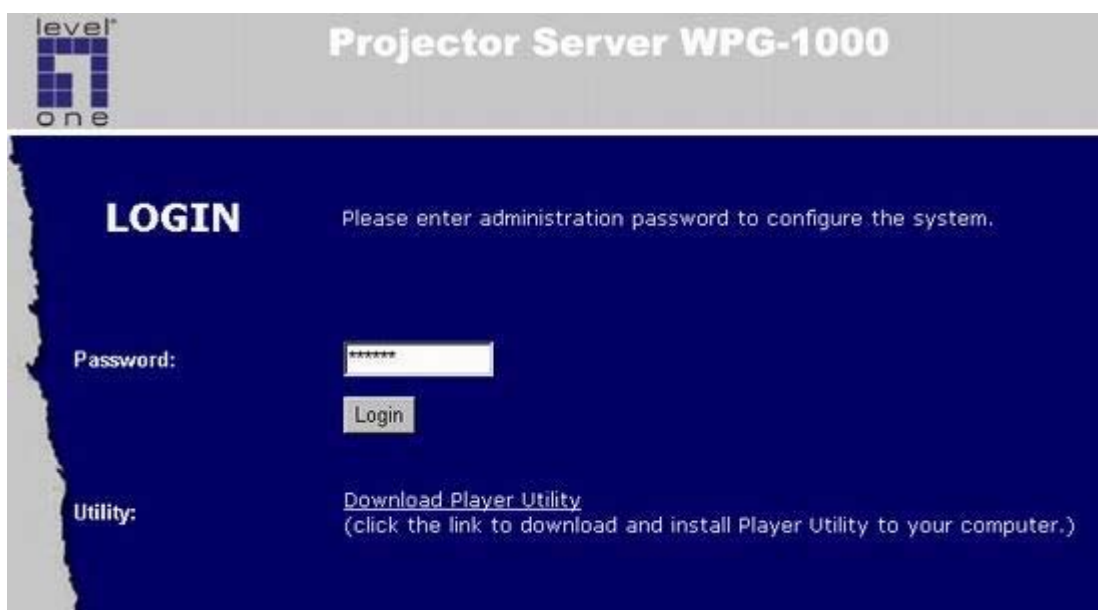 level
one
Projector Server WPG-1000
LOGIN
Please enter administration password to configure the system.
Password:
******
Login
Utility:
Download Player Utility
(click the link to download and install Player Utility to your computer.)